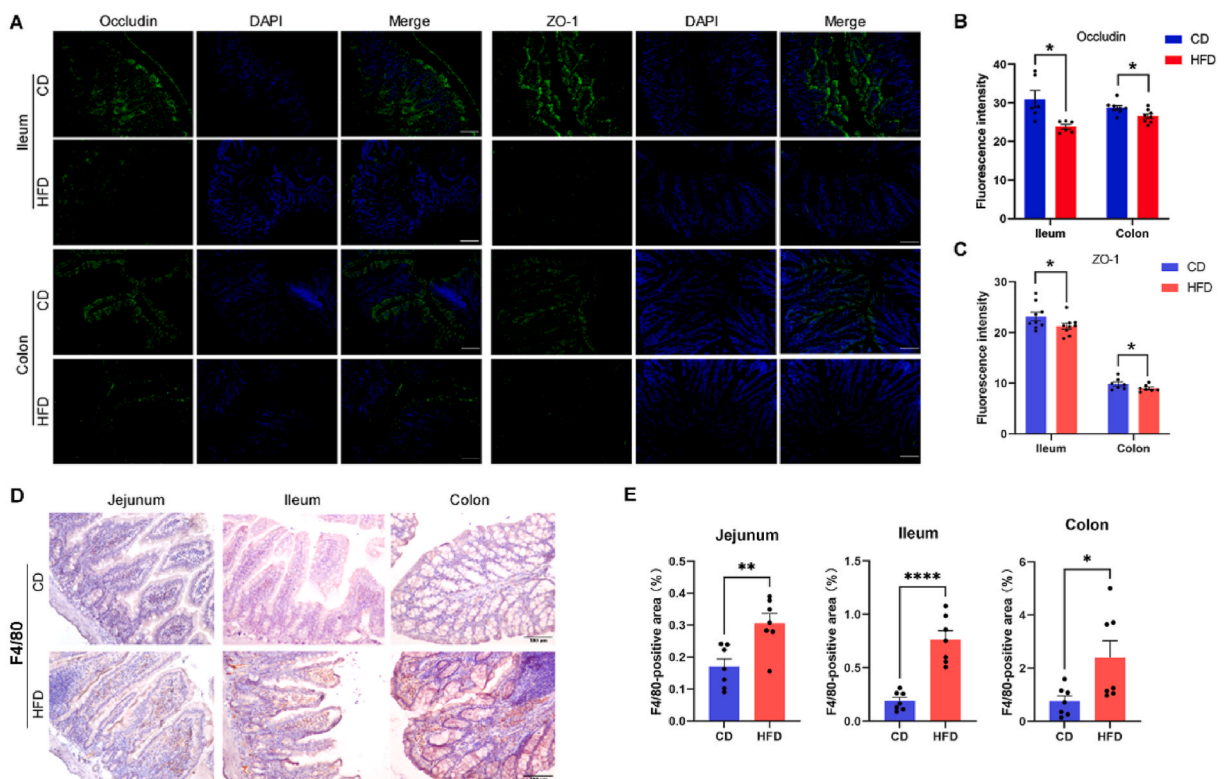 A
Occludin DAPI Merge ZO-1 DAPI Merge
Ileum
CD
HFD
Colon
CD
HFD
B
Occludin
CD
HFD
Fluorescence intensity
40
30
20
10
0
*
*
Ileum Colon
C
ZO-1
CD
HFD
Fluorescence intensity
30
20
10
0
*
*
Ileum Colon
D
Jejunum Ileum Colon
F4/80
CD
HFD
E
Jejunum
F4/80-positive area (%)
0.5
0.4
0.3
0.2
0.1
0.0
**
CD HFD
Ileum
F4/80-positive area (%)
1.5
1.0
0.5
0.0
****
CD HFD
Colon
F4/80-positive area (%)
6
4
2
0
*
CD HFD